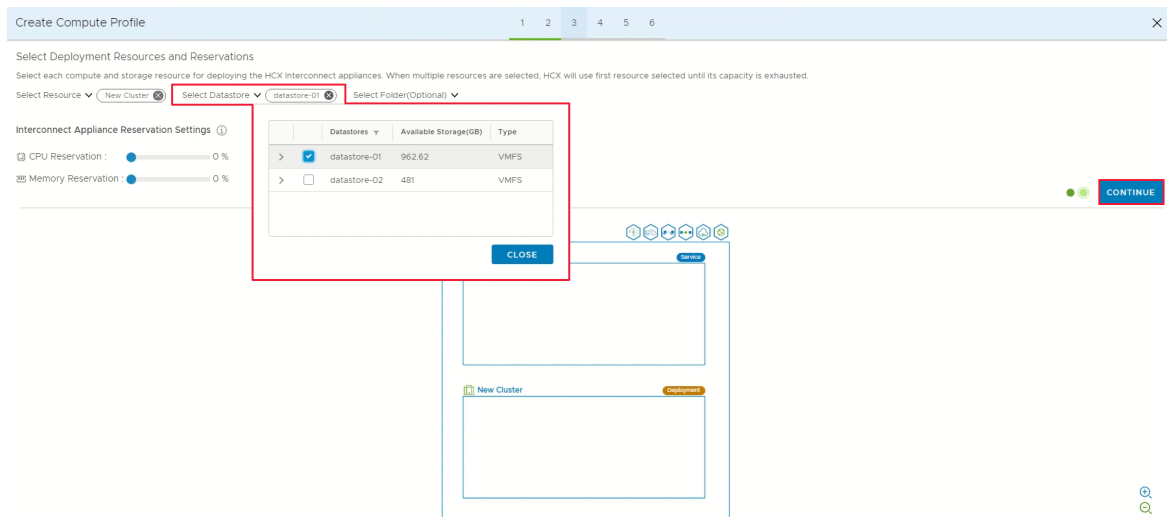 Create Compute Profile
1 2 3 4 5 6
Select Deployment Resources and Reservations
Select each compute and storage resource for deploying the HCX Interconnect appliances. When multiple resources are selected, HCX will use first resource selected until its capacity is exhausted.
Select Resource New Cluster Select Datastore datastore-01 Select Folder(Optional)
Interconnect Appliance Reservation Settings
CPU Reservation : 0 %
Memory Reservation : 0 %
Datastores Available Storage(GB) Type
datastore-01 962.62 VMFS
datastore-02 481 VMFS
CLOSE
CONTINUE
Service
New Cluster Deployment